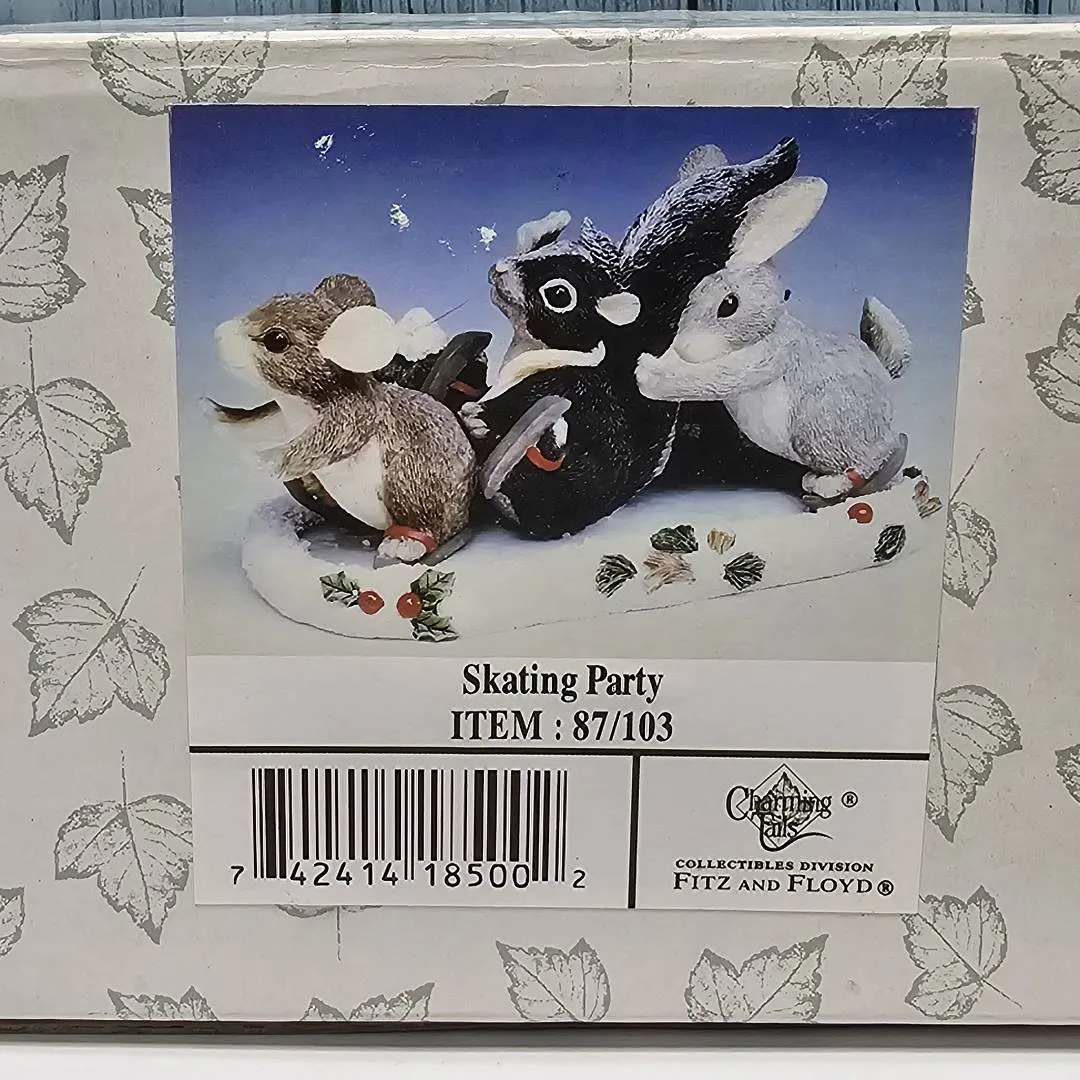 Skating Party
ITEM : 87/103
7 42414 18500 2
Charming ®
Tails
COLLECTIBLES DIVISION
FITZ AND FLOYD®